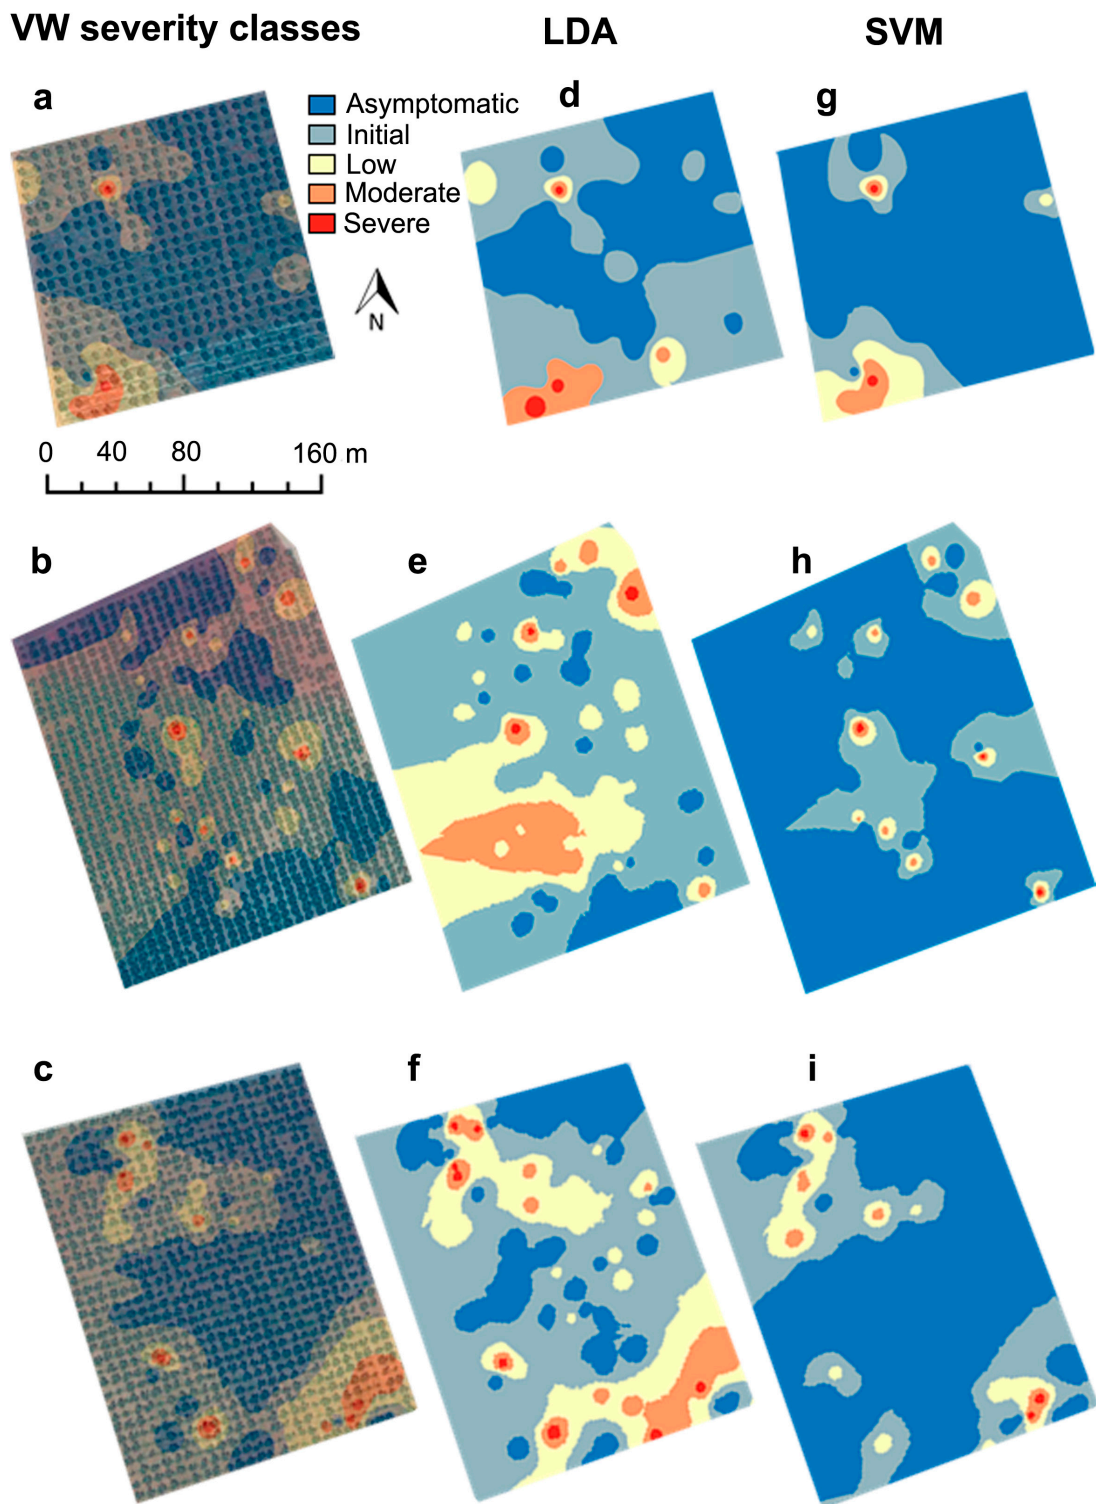 VW severity classes
LDA
SVM
a
Asymptomatic
Initial
Low
Moderate
Severe
d
g
N
0 40 80 160 m
b
e
h
c
f
i